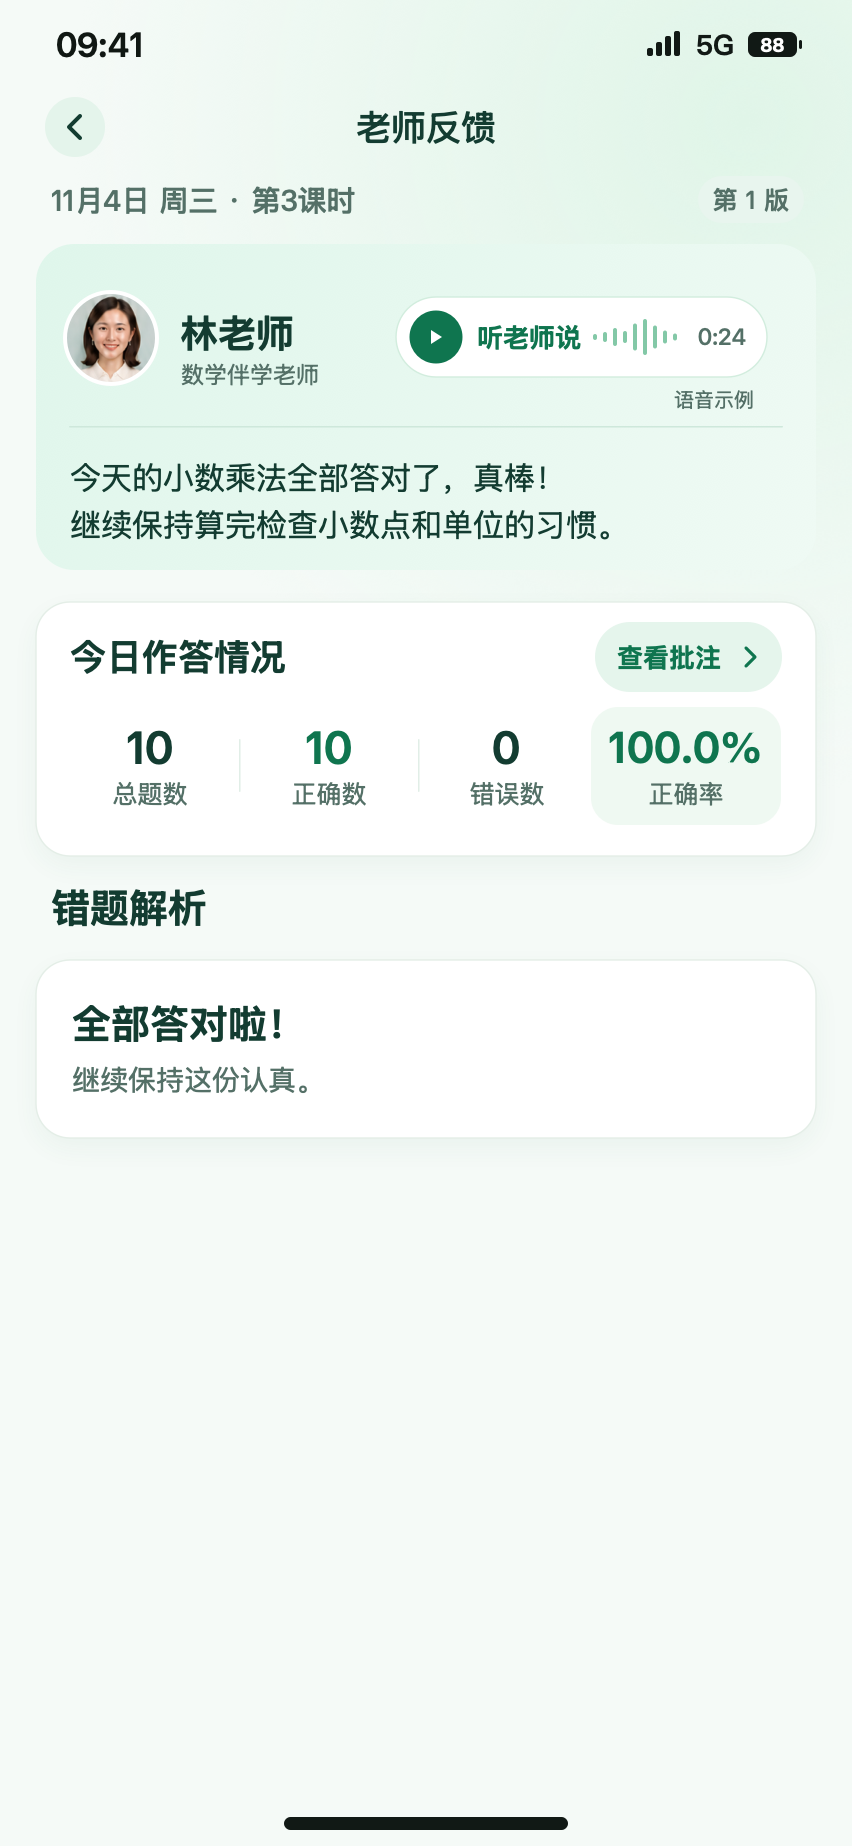 09:41
5G 88
老师反馈
11月4日 周三 · 第3课时
第 1 版
林老师
数学伴学老师
听老师说 0:24
语音示例
今天的小数乘法全部答对了，真棒！
继续保持算完检查小数点和单位的习惯。
今日作答情况
查看批注
10 10 0 100.0%
总题数 正确数 错误数 正确率
错题解析
全部答对啦！
继续保持这份认真。